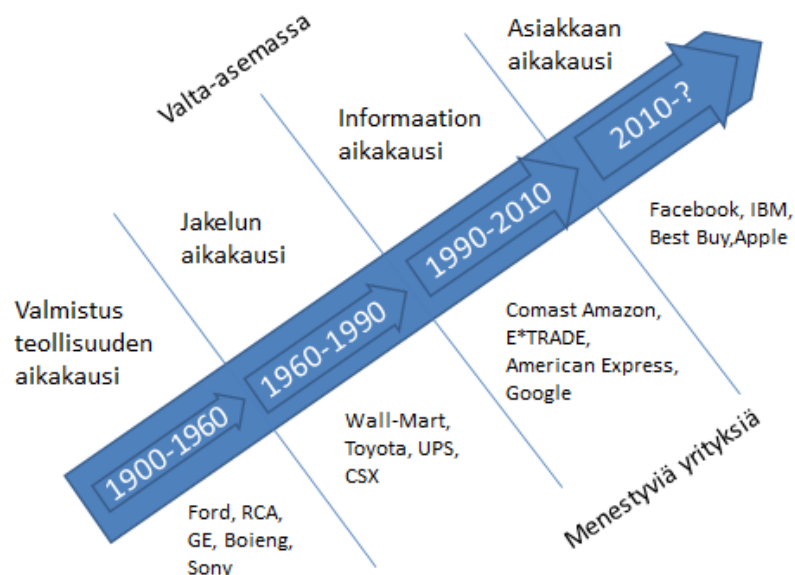 Valta-asemassa
Valmistus
teollisuuden
aikakausi
1900-1960
Ford, RCA,
GE, Boieng,
Sony
Jakelun
aikakausi
1960-1990
Wall-Mart,
Toyota, UPS,
CSX
Informaation
aikakausi
1990-2010
Comast Amazon,
E*TRADE,
American Express,
Google
Asiakkaan
aikakausi
2010-?
Facebook, IBM,
Best Buy,Apple
Menestyviä yrityksiä